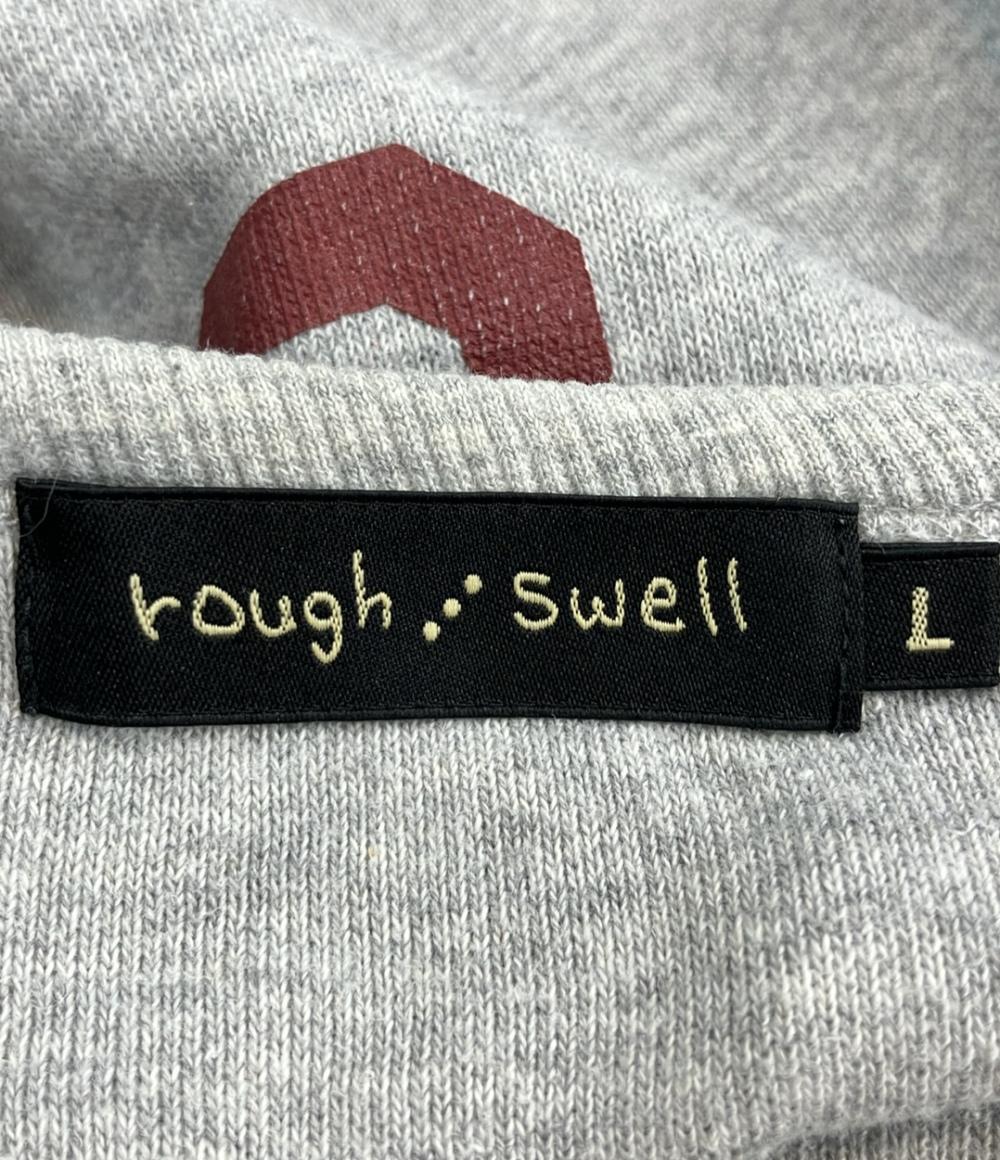 rough ⋰ swell
L